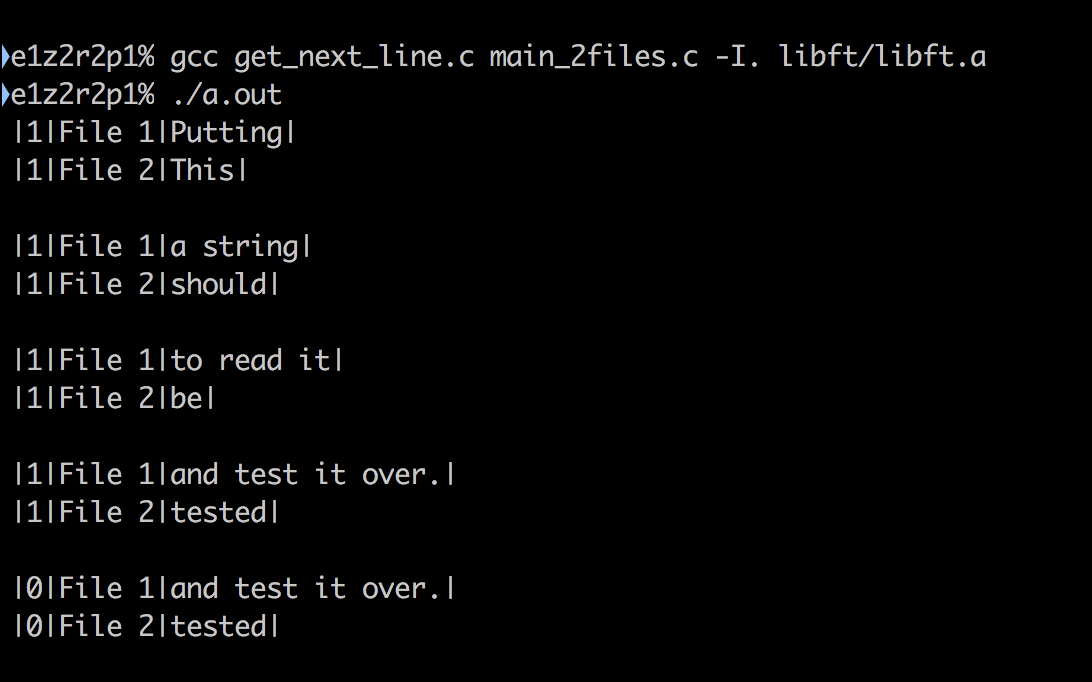 e1z2r2p1% gcc get_next_line.c main_2files.c -I. libft/libft.a
e1z2r2p1% ./a.out
|1|File 1|Putting|
|1|File 2|This|
|1|File 1|a string|
|1|File 2|should|
|1|File 1|to read it|
|1|File 2|be|
|1|File 1|and test it over.|
|1|File 2|tested|
|0|File 1|and test it over.|
|0|File 2|tested|